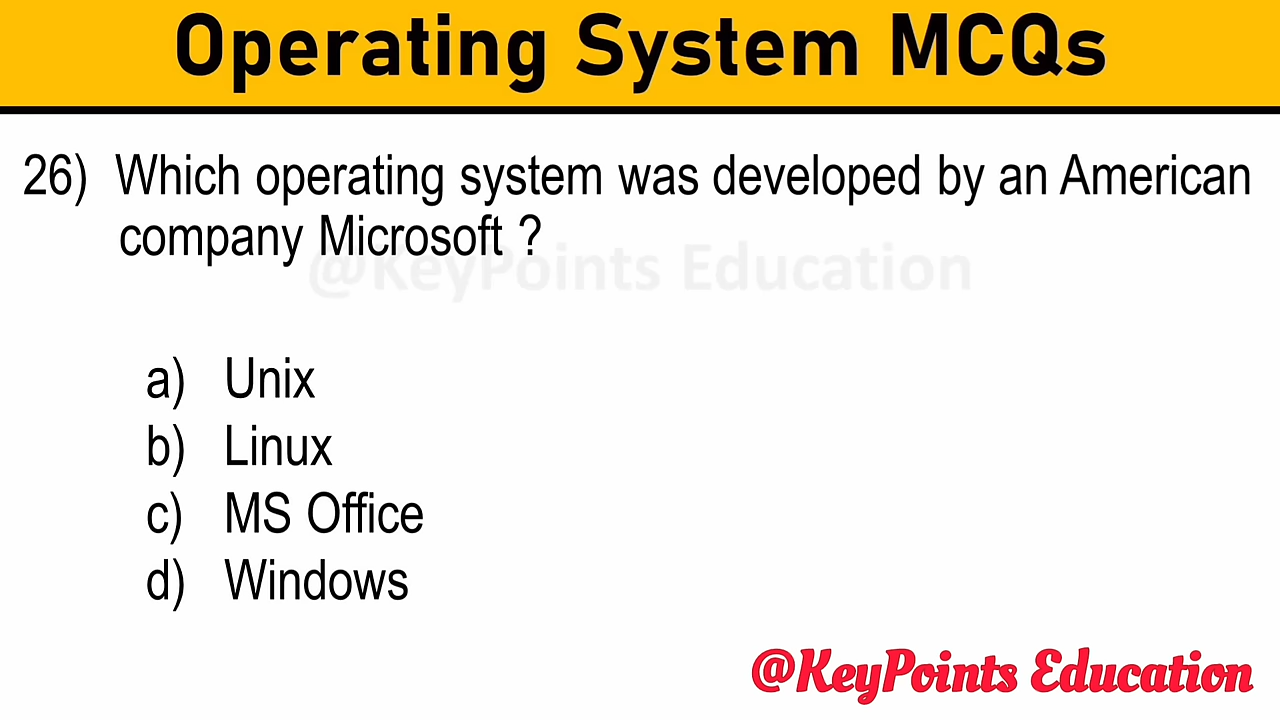 Operating System MCQs
26) Which operating system was developed by an American
company Microsoft ?
@KeyPoints Education
a) Unix
b) Linux
c) MS Office
d) Windows
@KeyPoints Education